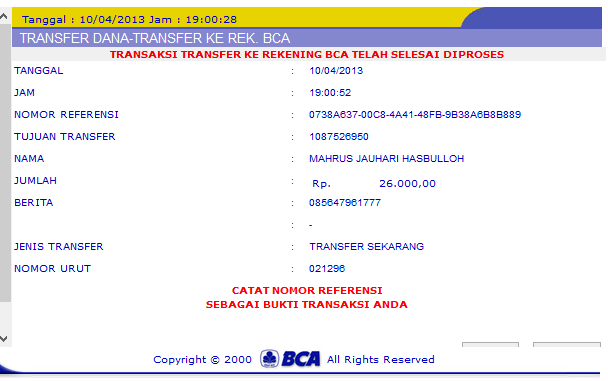 Tanggal : 10/04/2013 Jam : 19:00:28
TRANSFER DANA-TRANSFER KE REK. BCA
TRANSAKSI TRANSFER KE REKENING BCA TELAH SELESAI DIPROSES
TANGGAL : 10/04/2013
JAM : 19:00:52
NOMOR REFERENSI : 0738A637-00C8-4A41-48FB-9B38A6B8B889
TUJUAN TRANSFER : 1087526950
NAMA : MAHRUS JAUHARI HASBULLOH
JUMLAH : Rp. 26.000,00
BERITA : 085647961777
: -
JENIS TRANSFER : TRANSFER SEKARANG
NOMOR URUT : 021296
CATAT NOMOR REFERENSI
SEBAGAI BUKTI TRANSAKSI ANDA
Copyright © 2000 BCA All Rights Reserved